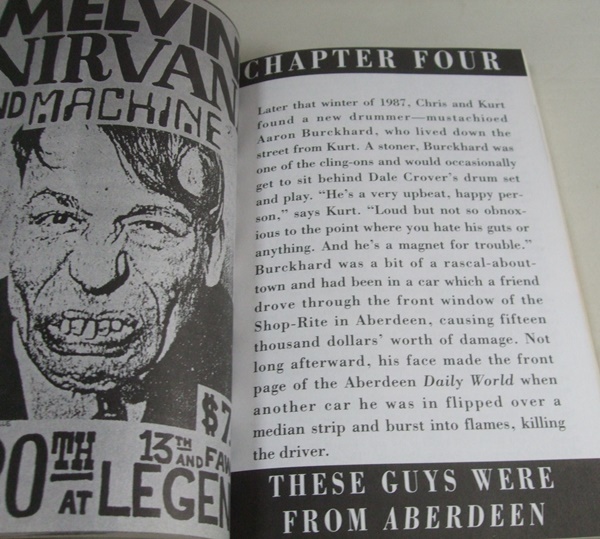 MELVIN
NIRVAN
ND MACHINE
$7.
20TH
13TH AND FAW
AT LEGEN
CHAPTER FOUR
Later that winter of 1987, Chris and Kurt
found a new drummer—mustachioed
Aaron Burckhard, who lived down the
street from Kurt. A stoner, Burckhard was
one of the cling-ons and would occasionally
get to sit behind Dale Crover's drum set
and play. “He's a very upbeat, happy per-
son,” says Kurt. “Loud but not so obnox-
ious to the point where you hate his guts or
anything. And he's a magnet for trouble.”
Burckhard was a bit of a rascal-about-
town and had been in a car which a friend
drove through the front window of the
Shop-Rite in Aberdeen, causing fifteen
thousand dollars' worth of damage. Not
long afterward, his face made the front
page of the Aberdeen Daily World when
another car he was in flipped over a
median strip and burst into flames, killing
the driver.
THESE GUYS WERE
FROM ABERDEEN